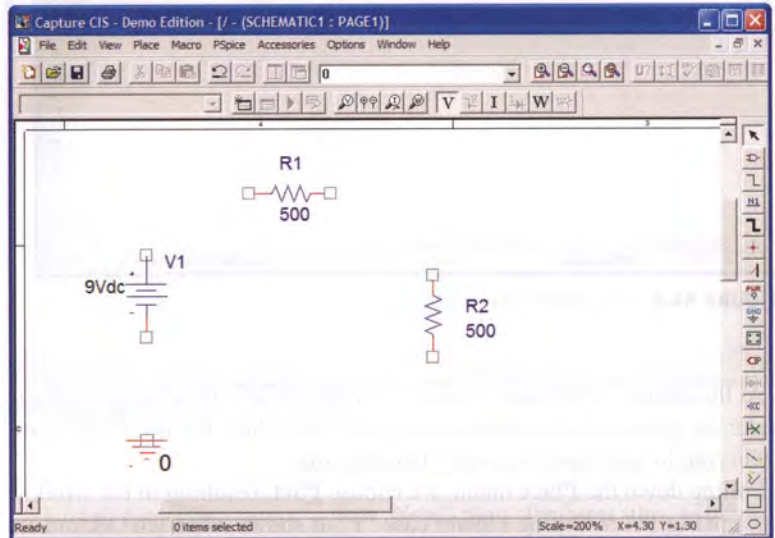 Capture CIS - Demo Edition - [/ - (SCHEMATIC1 : PAGE1)]
File Edit View Place Macro PSpice Accessories Options Window Help
0
V I W
R1
500
V1
9Vdc
R2
500
0
Ready 0 items selected Scale=200% X=4.30 Y=1.30